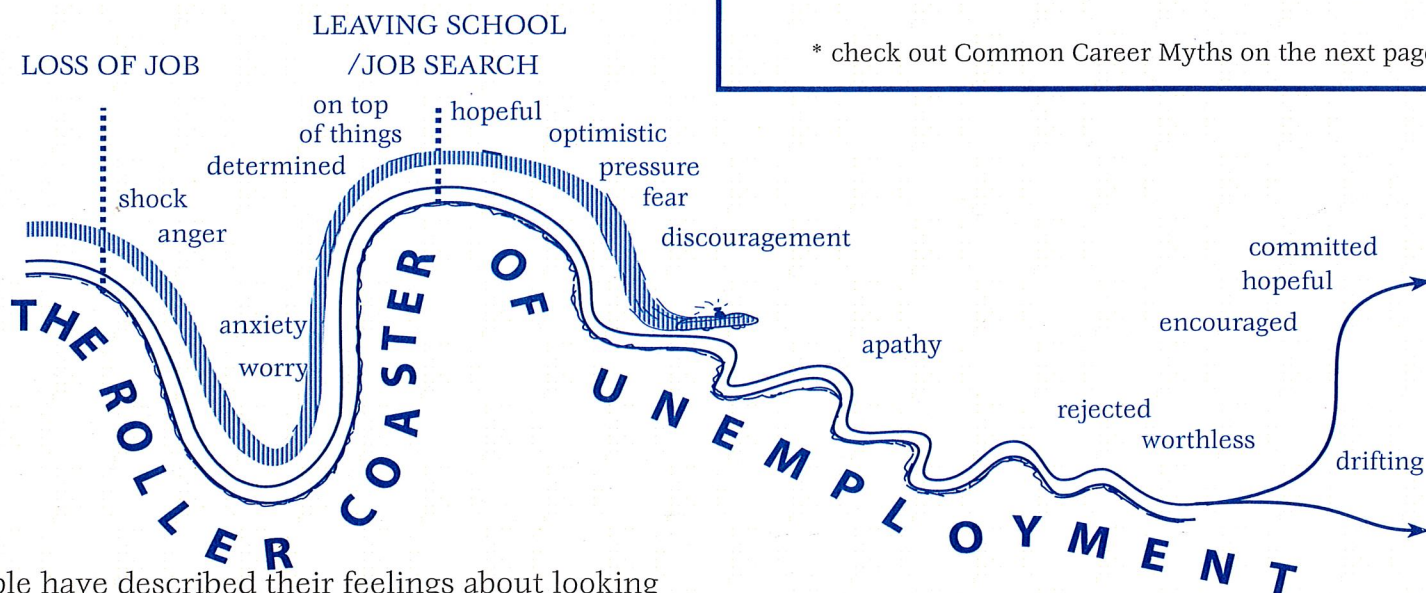 * check out Common Career Myths on the next page
LEAVING SCHOOL
/JOB SEARCH
LOSS OF JOB
on top
of things
determined
hopeful
optimistic
pressure
fear
discouragement
shock
anger
anxiety
worry
apathy
rejected
worthless
committed
hopeful
encouraged
drifting
THE ROLLER COASTER OF UNEMPLOYMENT
have described their feelings about looking